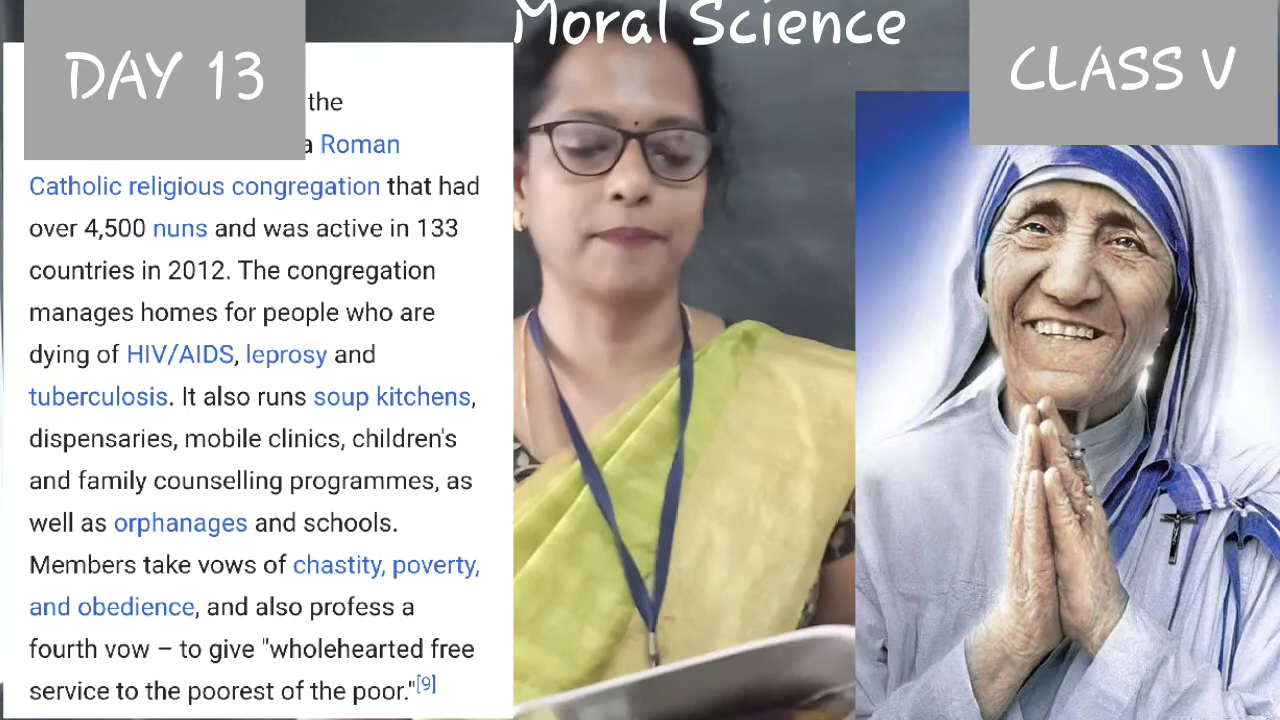 Moral Science
DAY 13
CLASS V
the
a Roman
Catholic religious congregation that had
over 4,500 nuns and was active in 133
countries in 2012. The congregation
manages homes for people who are
dying of HIV/AIDS, leprosy and
tuberculosis. It also runs soup kitchens,
dispensaries, mobile clinics, children's
and family counselling programmes, as
well as orphanages and schools.
Members take vows of chastity, poverty,
and obedience, and also profess a
fourth vow – to give "wholehearted free
service to the poorest of the poor."[9]